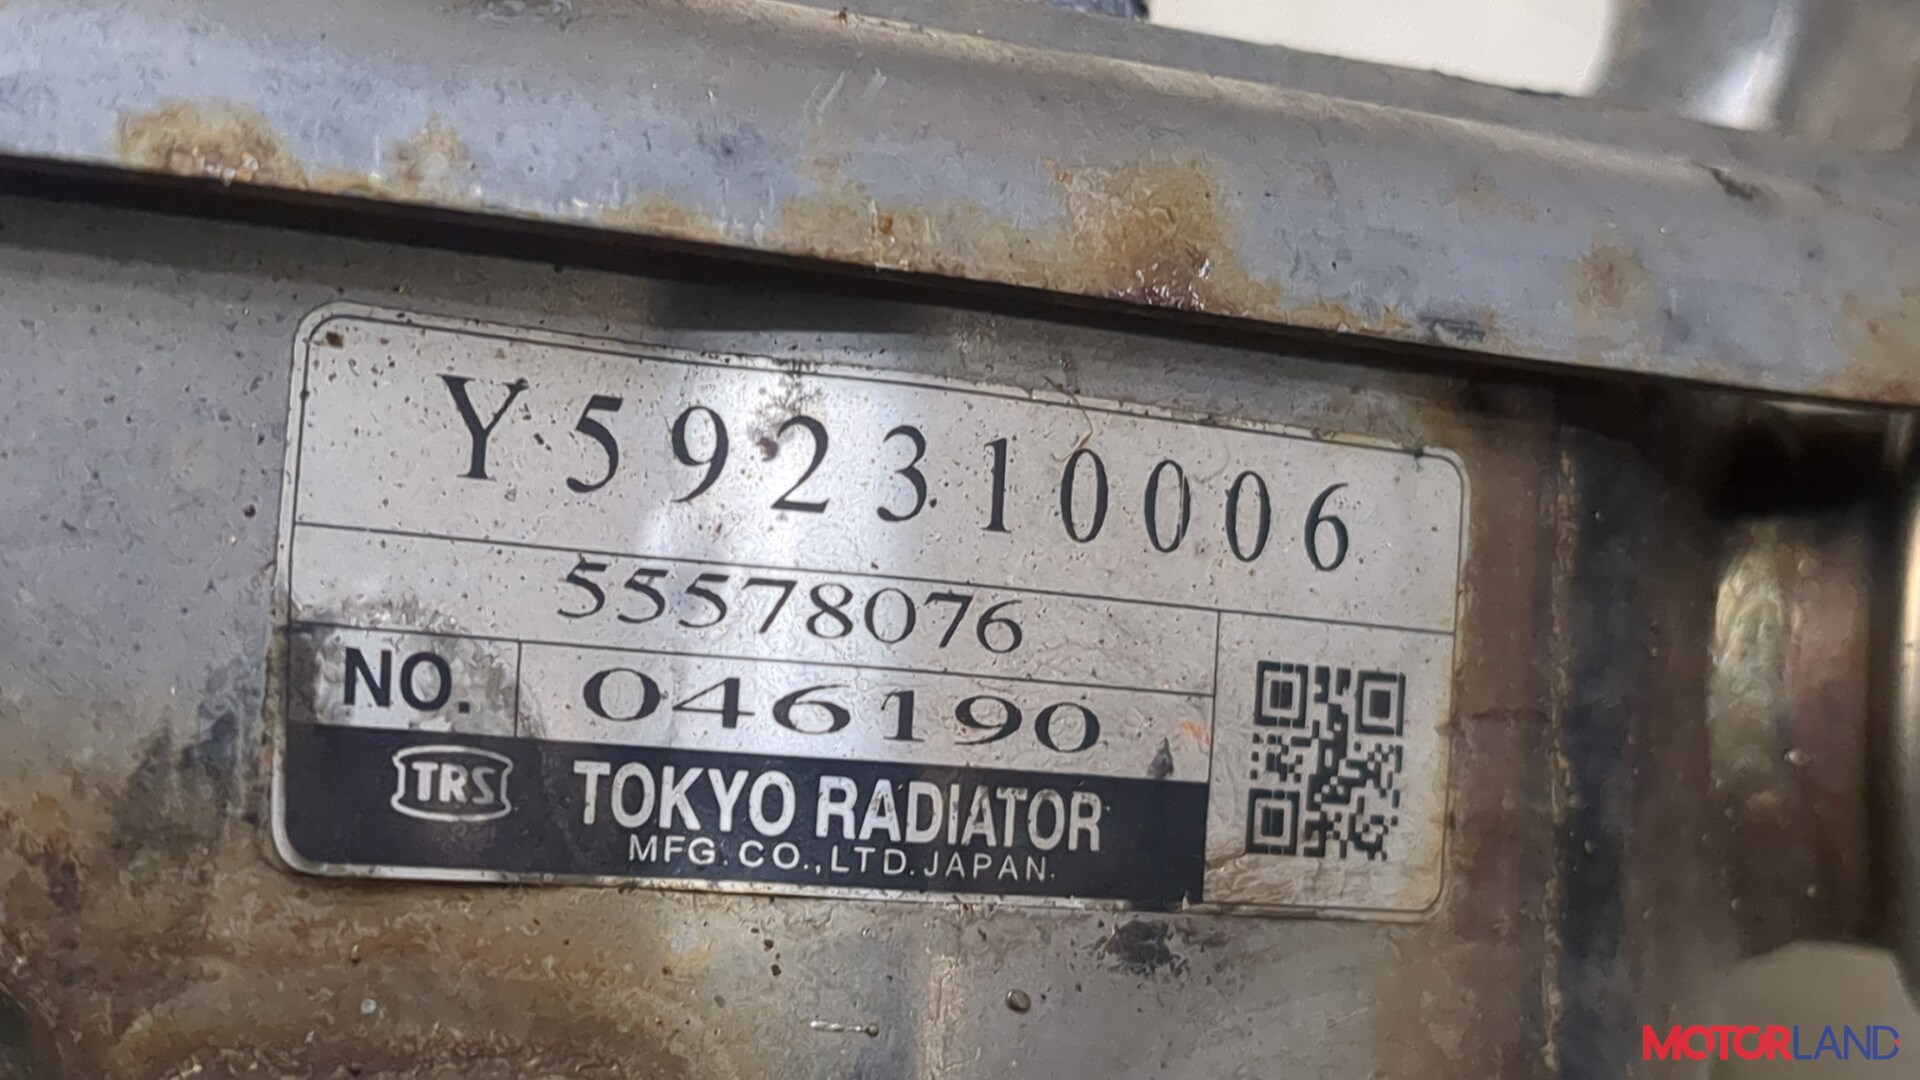 Y592310006
55578076
NO. 046190
TRS TOKYO RADIATOR
MFG. CO.,LTD. JAPAN.
MOTORLAND